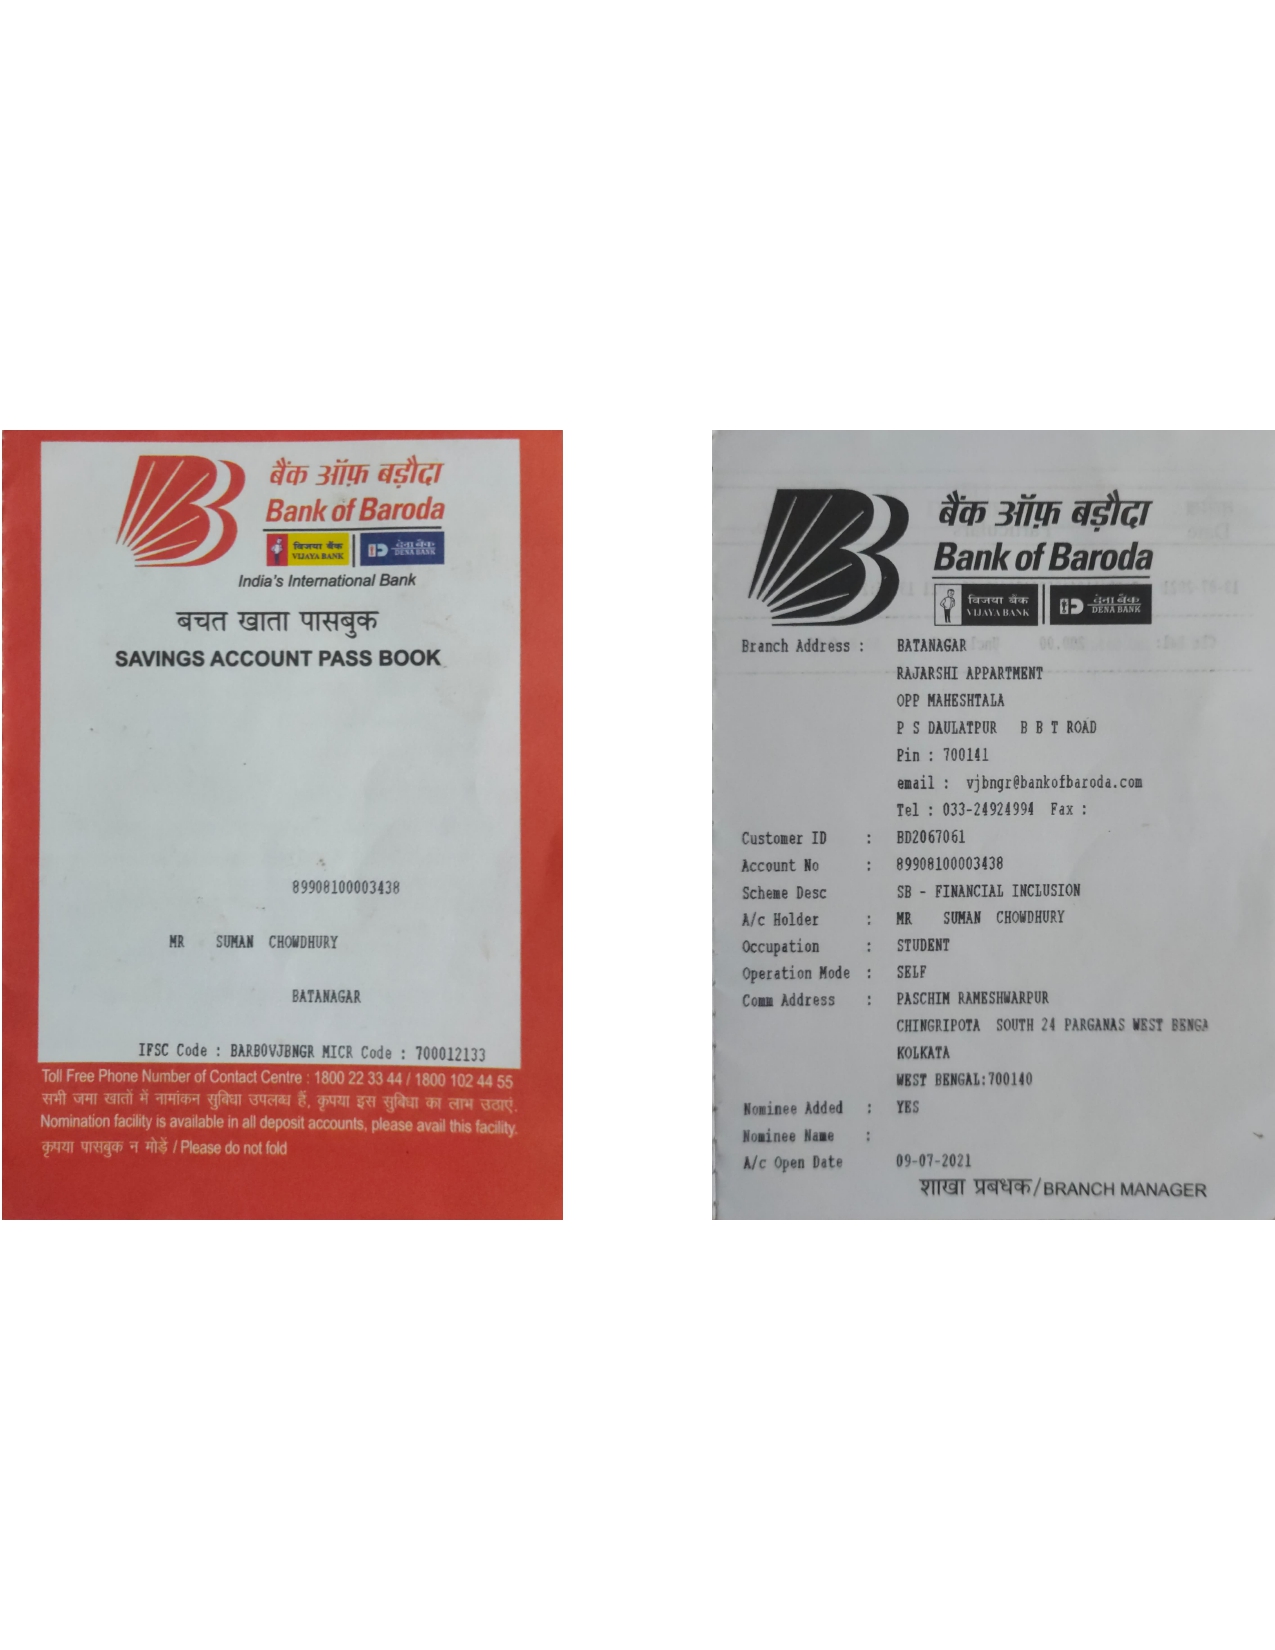 बैंक ऑफ़ बड़ौदा
Bank of Baroda
विजया बैंक
VIJAYA BANK
देना बैंक
DENA BANK
India's International Bank
बचत खाता पासबुक
SAVINGS ACCOUNT PASS BOOK
89908100003438
MR SUMAN CHOWDHURY
BATANAGAR
IFSC Code : BARB0VJBNGR MICR Code : 700012133
Toll Free Phone Number of Contact Centre : 1800 22 33 44 / 1800 102 44 55
सभी जमा खातों में नामांकन सुविधा उपलब्ध हैं, कृपया इस सुविधा का लाभ उठाएं.
Nomination facility is available in all deposit accounts, please avail this facility.
कृपया पासबुक न मोड़ें / Please do not fold
बैंक ऑफ़ बड़ौदा
Bank of Baroda
विजया बैंक
VIJAYA BANK
देना बैंक
DENA BANK
Branch Address : BATANAGAR
RAJARSHI APPARTMENT
OPP MAHESHTALA
P S DAULATPUR B B T ROAD
Pin : 700141
email : vjbngr@bankofbaroda.com
Tel : 033-24924994 Fax :
Customer ID : BD2067061
Account No : 89908100003438
Scheme Desc SB - FINANCIAL INCLUSION
A/c Holder : MR SUMAN CHOWDHURY
Occupation : STUDENT
Operation Mode : SELF
Comm Address : PASCHIM RAMESHWARPUR
CHINGRIPOTA SOUTH 24 PARGANAS WEST BENGA
KOLKATA
WEST BENGAL:700140
Nominee Added : YES
Nominee Name :
A/c Open Date 09-07-2021
शाखा प्रबधक/BRANCH MANAGER